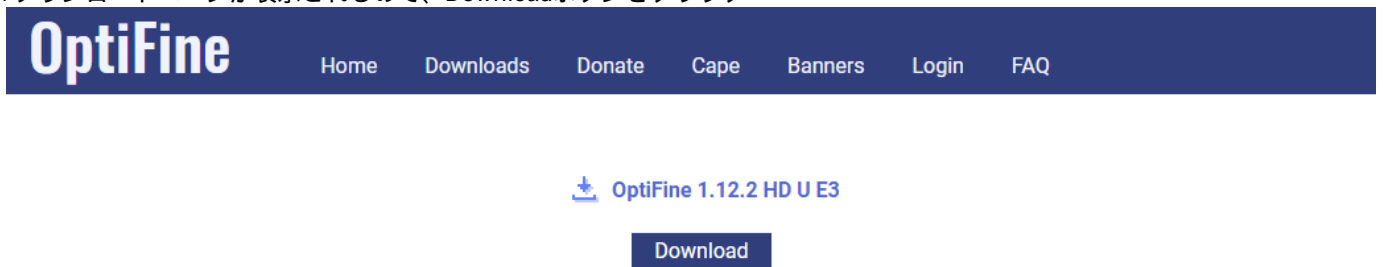 OptiFine Home Downloads Donate Cape Banners Login FAQ
OptiFine 1.12.2 HD U E3
Download